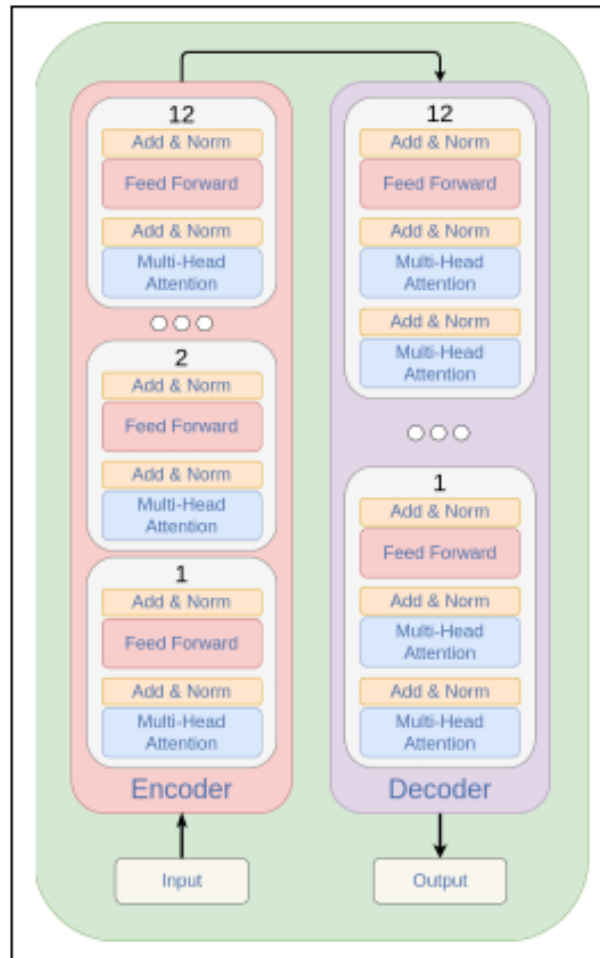 12
Add & Norm
Feed Forward
Add & Norm
Multi-Head
Attention
2
Add & Norm
Feed Forward
Add & Norm
Multi-Head
Attention
1
Add & Norm
Feed Forward
Add & Norm
Multi-Head
Attention
Encoder
Input
12
Add & Norm
Feed Forward
Add & Norm
Multi-Head
Attention
Add & Norm
Multi-Head
Attention
1
Add & Norm
Feed Forward
Add & Norm
Multi-Head
Attention
Add & Norm
Multi-Head
Attention
Decoder
Output